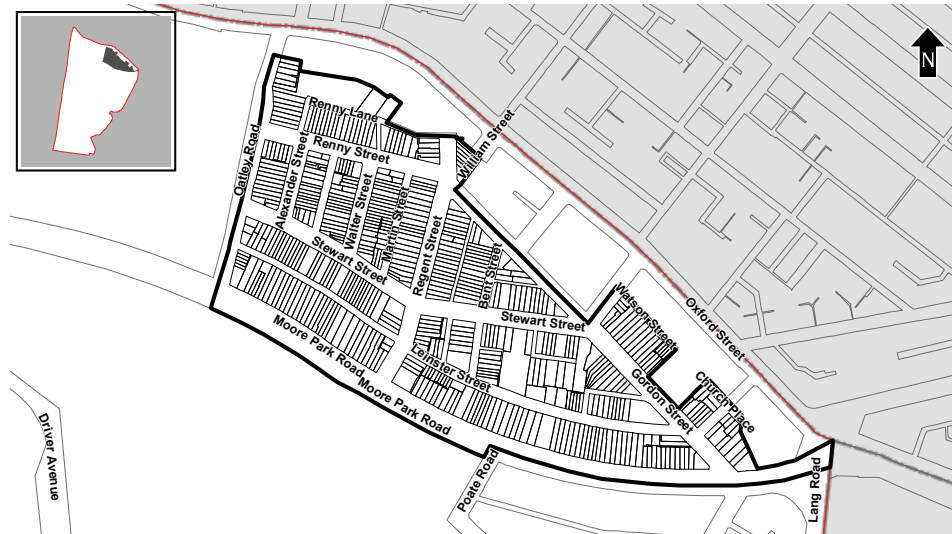 N
Renny Lane
William Street
Renny Street
Oatley Road
Alexander Street
Walter Street
Martin Street
Regent Street
Bent Street
Stewart Street
Stewart Street
Watson Street
Oxford Street
Moore Park Road
Leinster Street
Gordon Street
Church Place
Moore Park Road
Driver Avenue
Poate Road
Lang Road